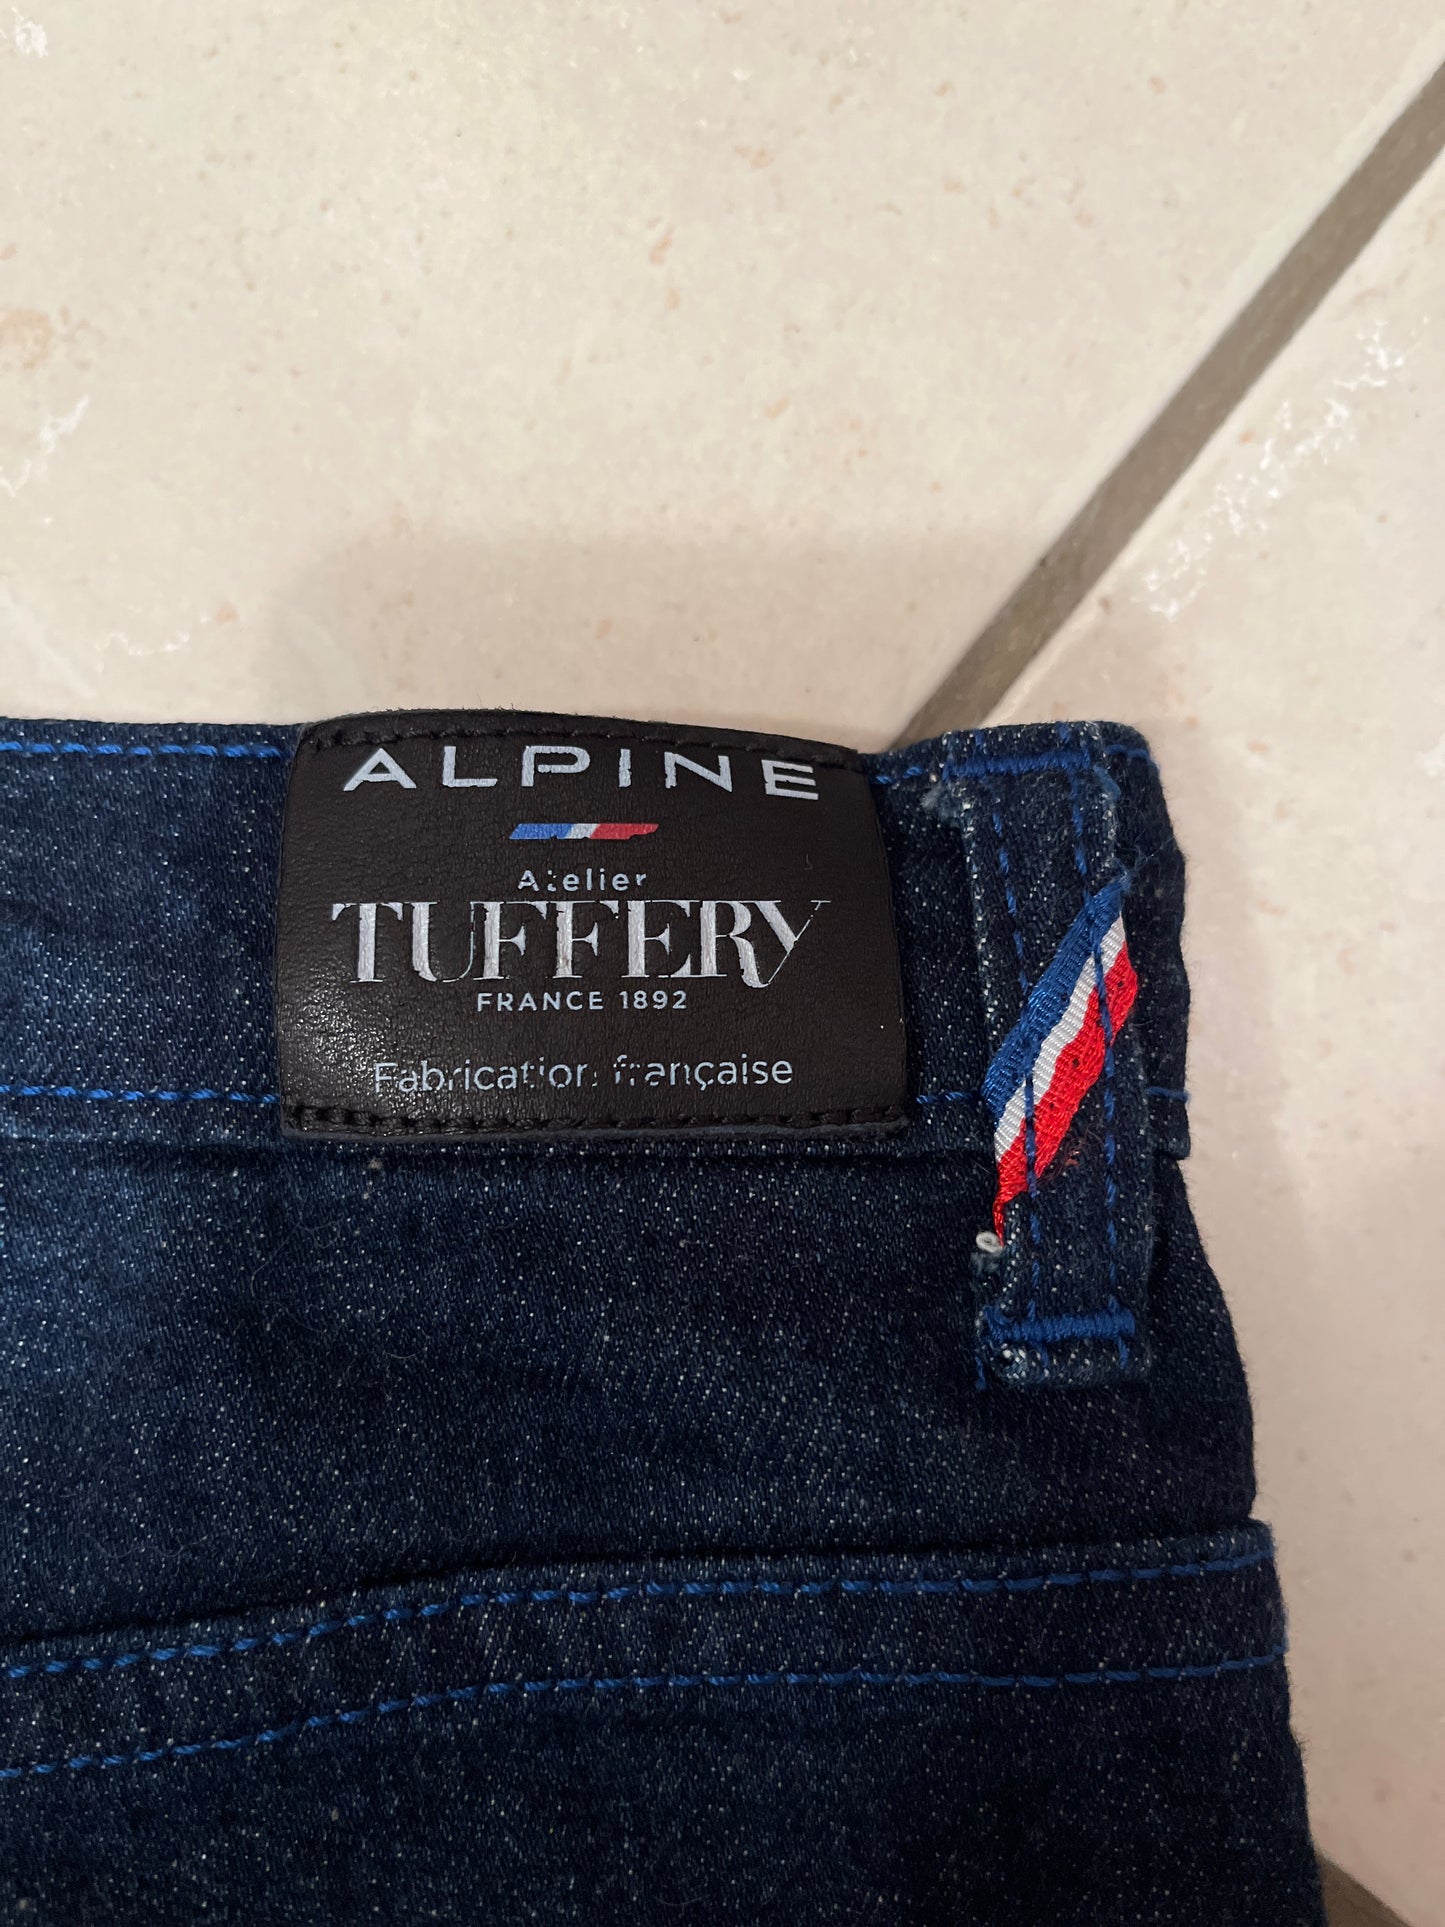 ALPINE
Atelier
TUFFERY
FRANCE 1892
Fabrication française